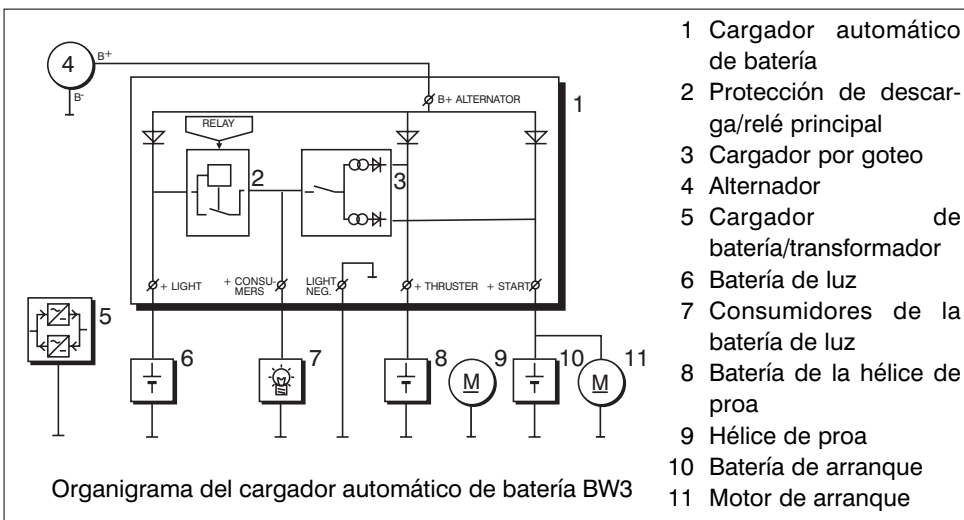 4
B+
B-
B+ ALTERNATOR
1
RELAY
2
3
+ LIGHT
+ CONSU-
MERS
LIGHT
NEG.
+ THRUSTER
+ START
5
6
7
8
9
10
11
M
M
Organigrama del cargador automático de batería BW3
1 Cargador automático
de batería
2 Protección de descar-
ga/relé principal
3 Cargador por goteo
4 Alternador
5 Cargador de
batería/transformador
6 Batería de luz
7 Consumidores de la
batería de luz
8 Batería de la hélice de
proa
9 Hélice de proa
10 Batería de arranque
11 Motor de arranque